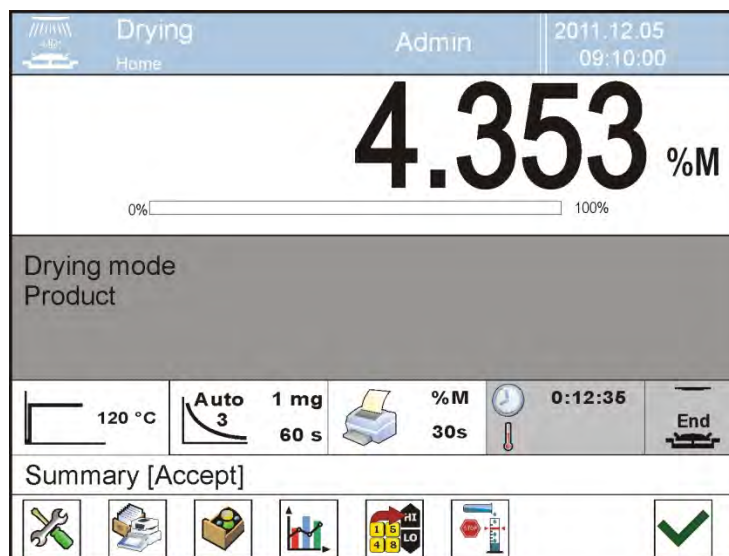 Drying
Home
Admin
2011.12.05
09:10:00
4.353 %M
0% 100%
Drying mode
Product
120 °C
Auto 1 mg
3
60 s
%M
30s
0:12:35
End
Summary [Accept]
STOP
1 5 HI
4 8 LO